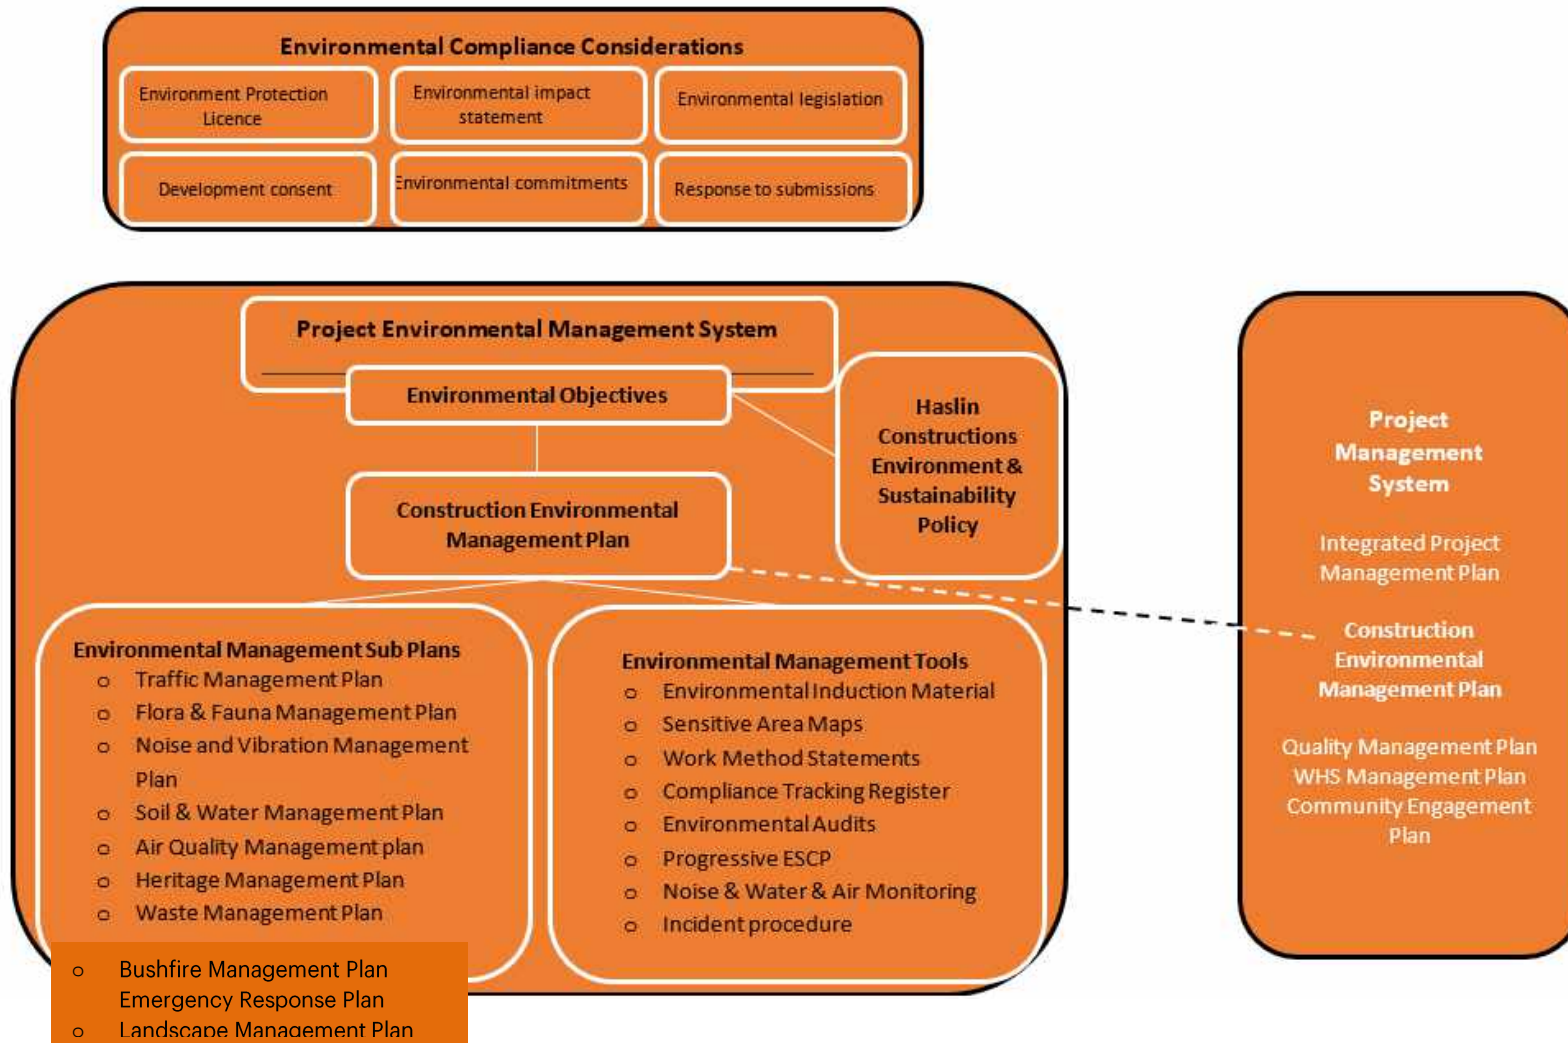 Environmental Compliance Considerations
Environment Protection
Licence
Environmental impact
statement
Environmental legislation
Development consent
Environmental commitments
Response to submissions
Project Environmental Management System
Environmental Objectives
Haslin
Constructions
Environment &
Sustainability
Policy
Construction Environmental
Management Plan
Environmental Management Sub Plans
o Traffic Management Plan
o Flora & Fauna Management Plan
o Noise and Vibration Management
Plan
o Soil & Water Management Plan
o Air Quality Management plan
o Heritage Management Plan
o Waste Management Plan
o Bushfire Management Plan
Emergency Response Plan
o Landscape Management Plan
Environmental Management Tools
o Environmental Induction Material
o Sensitive Area Maps
o Work Method Statements
o Compliance Tracking Register
o Environmental Audits
o Progressive ESCP
o Noise & Water & Air Monitoring
o Incident procedure
Project
Management
System
Integrated Project
Management Plan
Construction
Environmental
Management Plan
Quality Management Plan
WHS Management Plan
Community Engagement
Plan